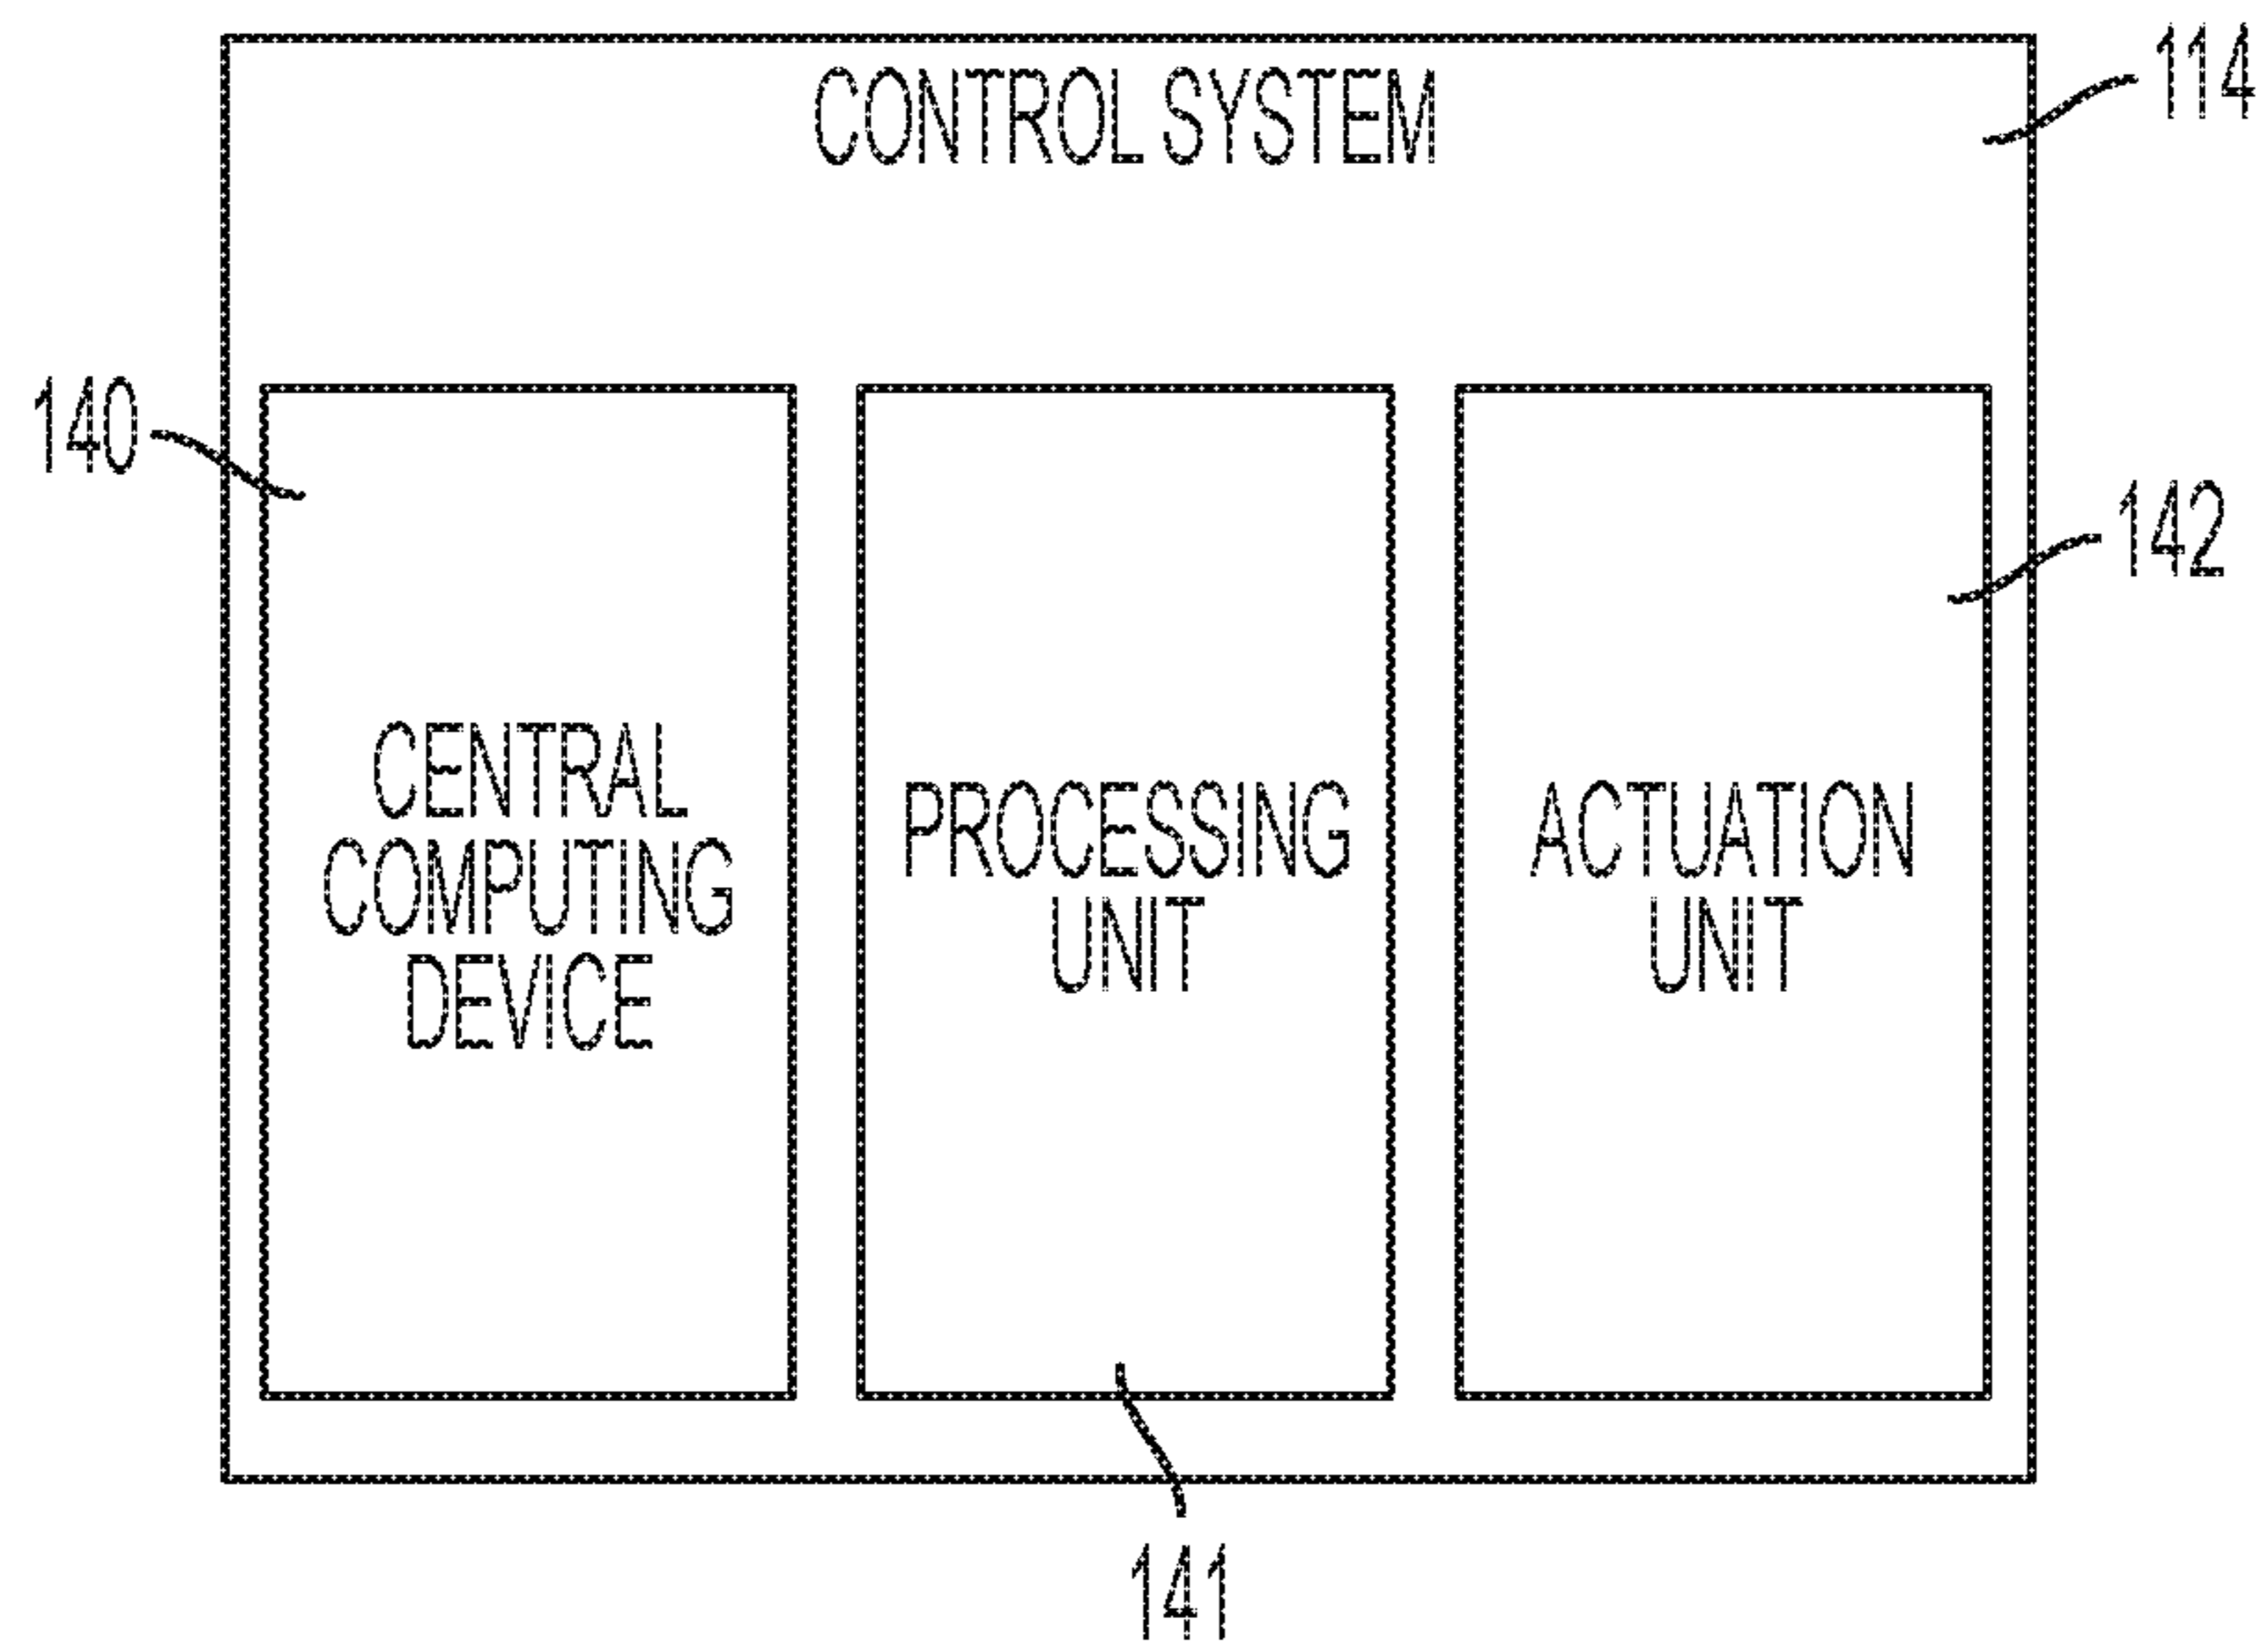 CONTROL SYSTEM
114
140
142
CENTRAL
COMPUTING
DEVICE
PROCESSING
UNIT
ACTUATION
UNIT
141